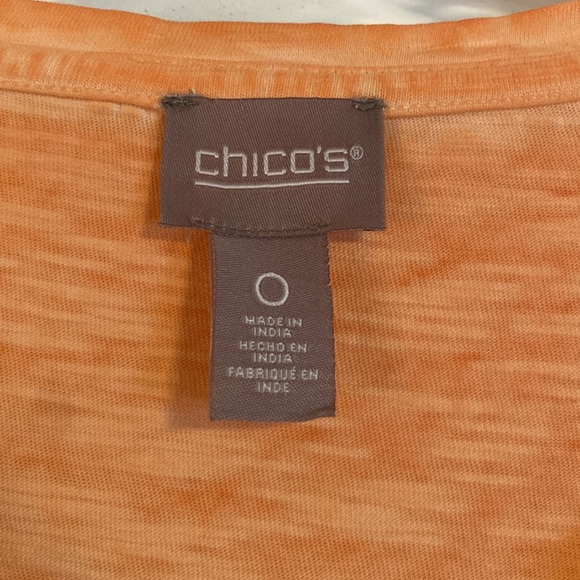 chico's®
0
MADE IN
INDIA
HECHO EN
INDIA
FABRIQUÉ EN
INDE